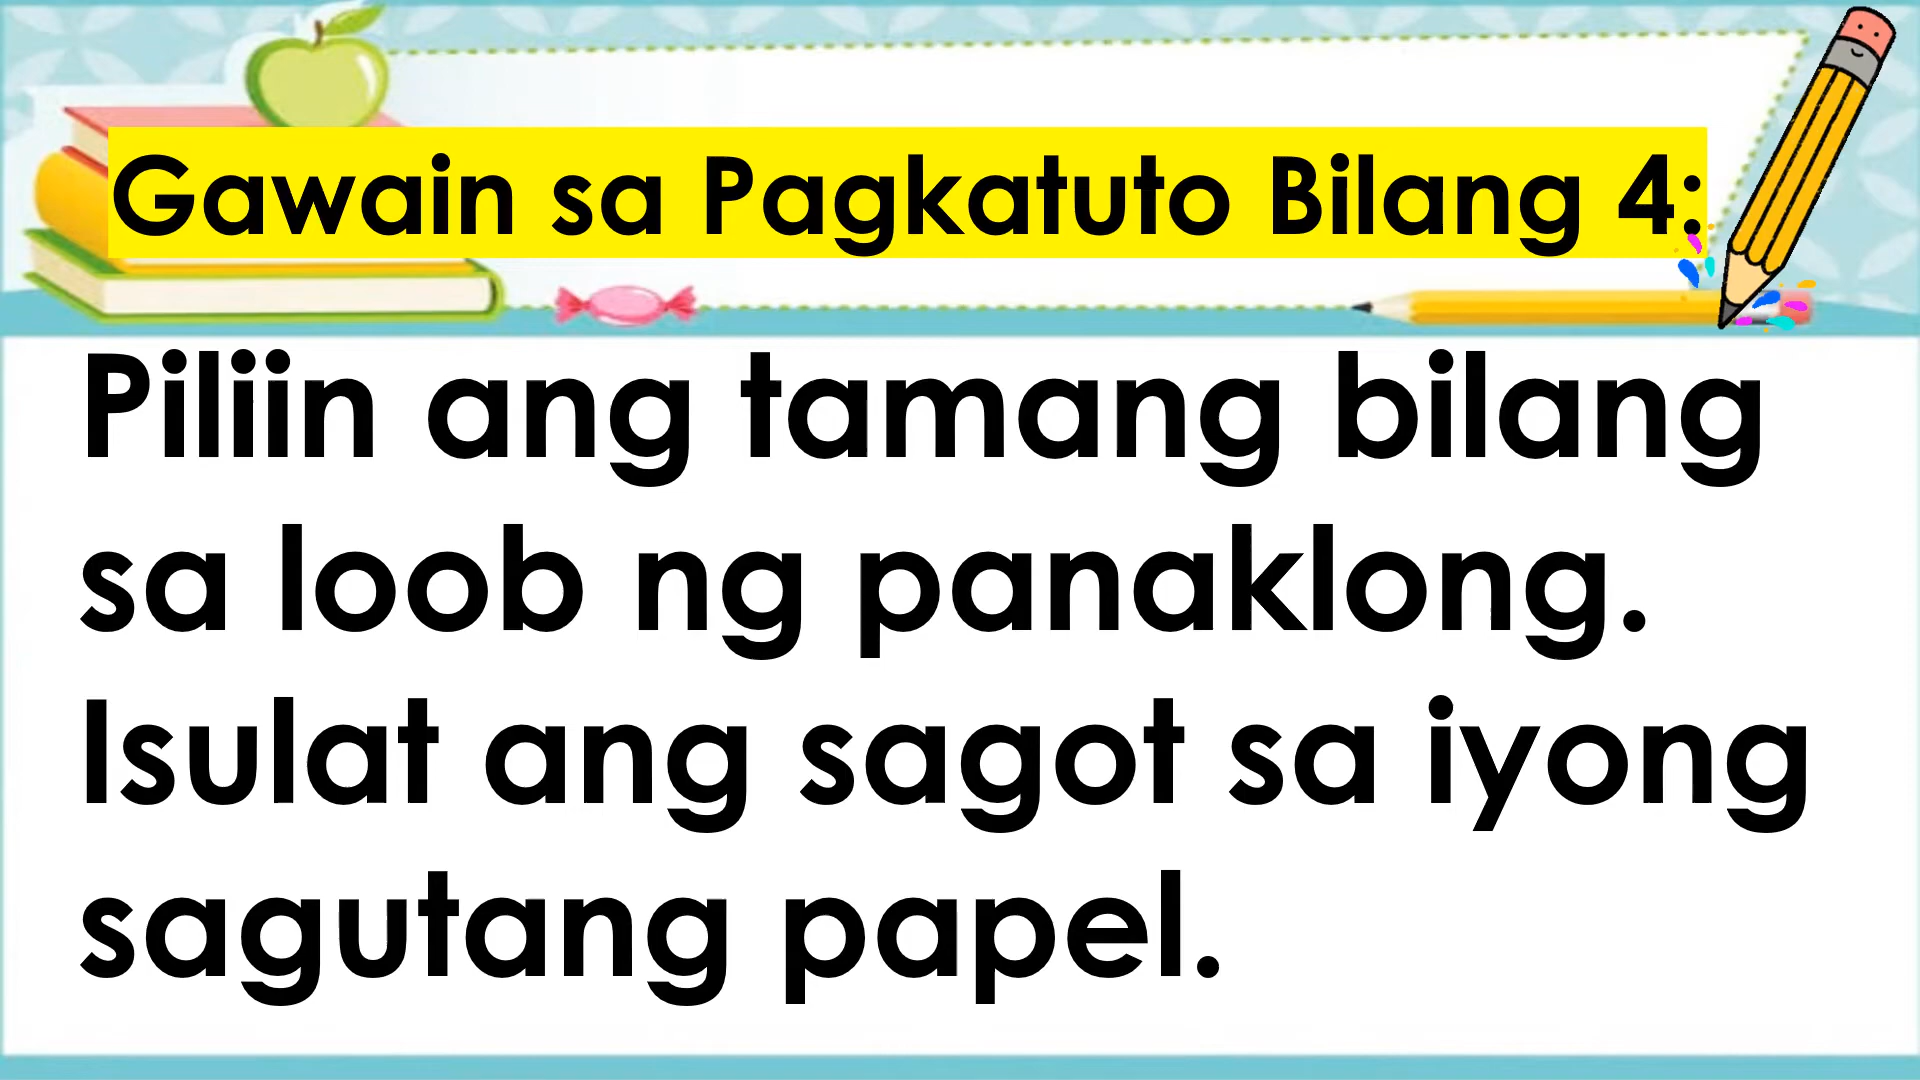 Gawain sa Pagkatuto Bilang 4:
Piliin ang tamang bilang
sa loob ng panaklong.
Isulat ang sagot sa iyong
sagutang papel.